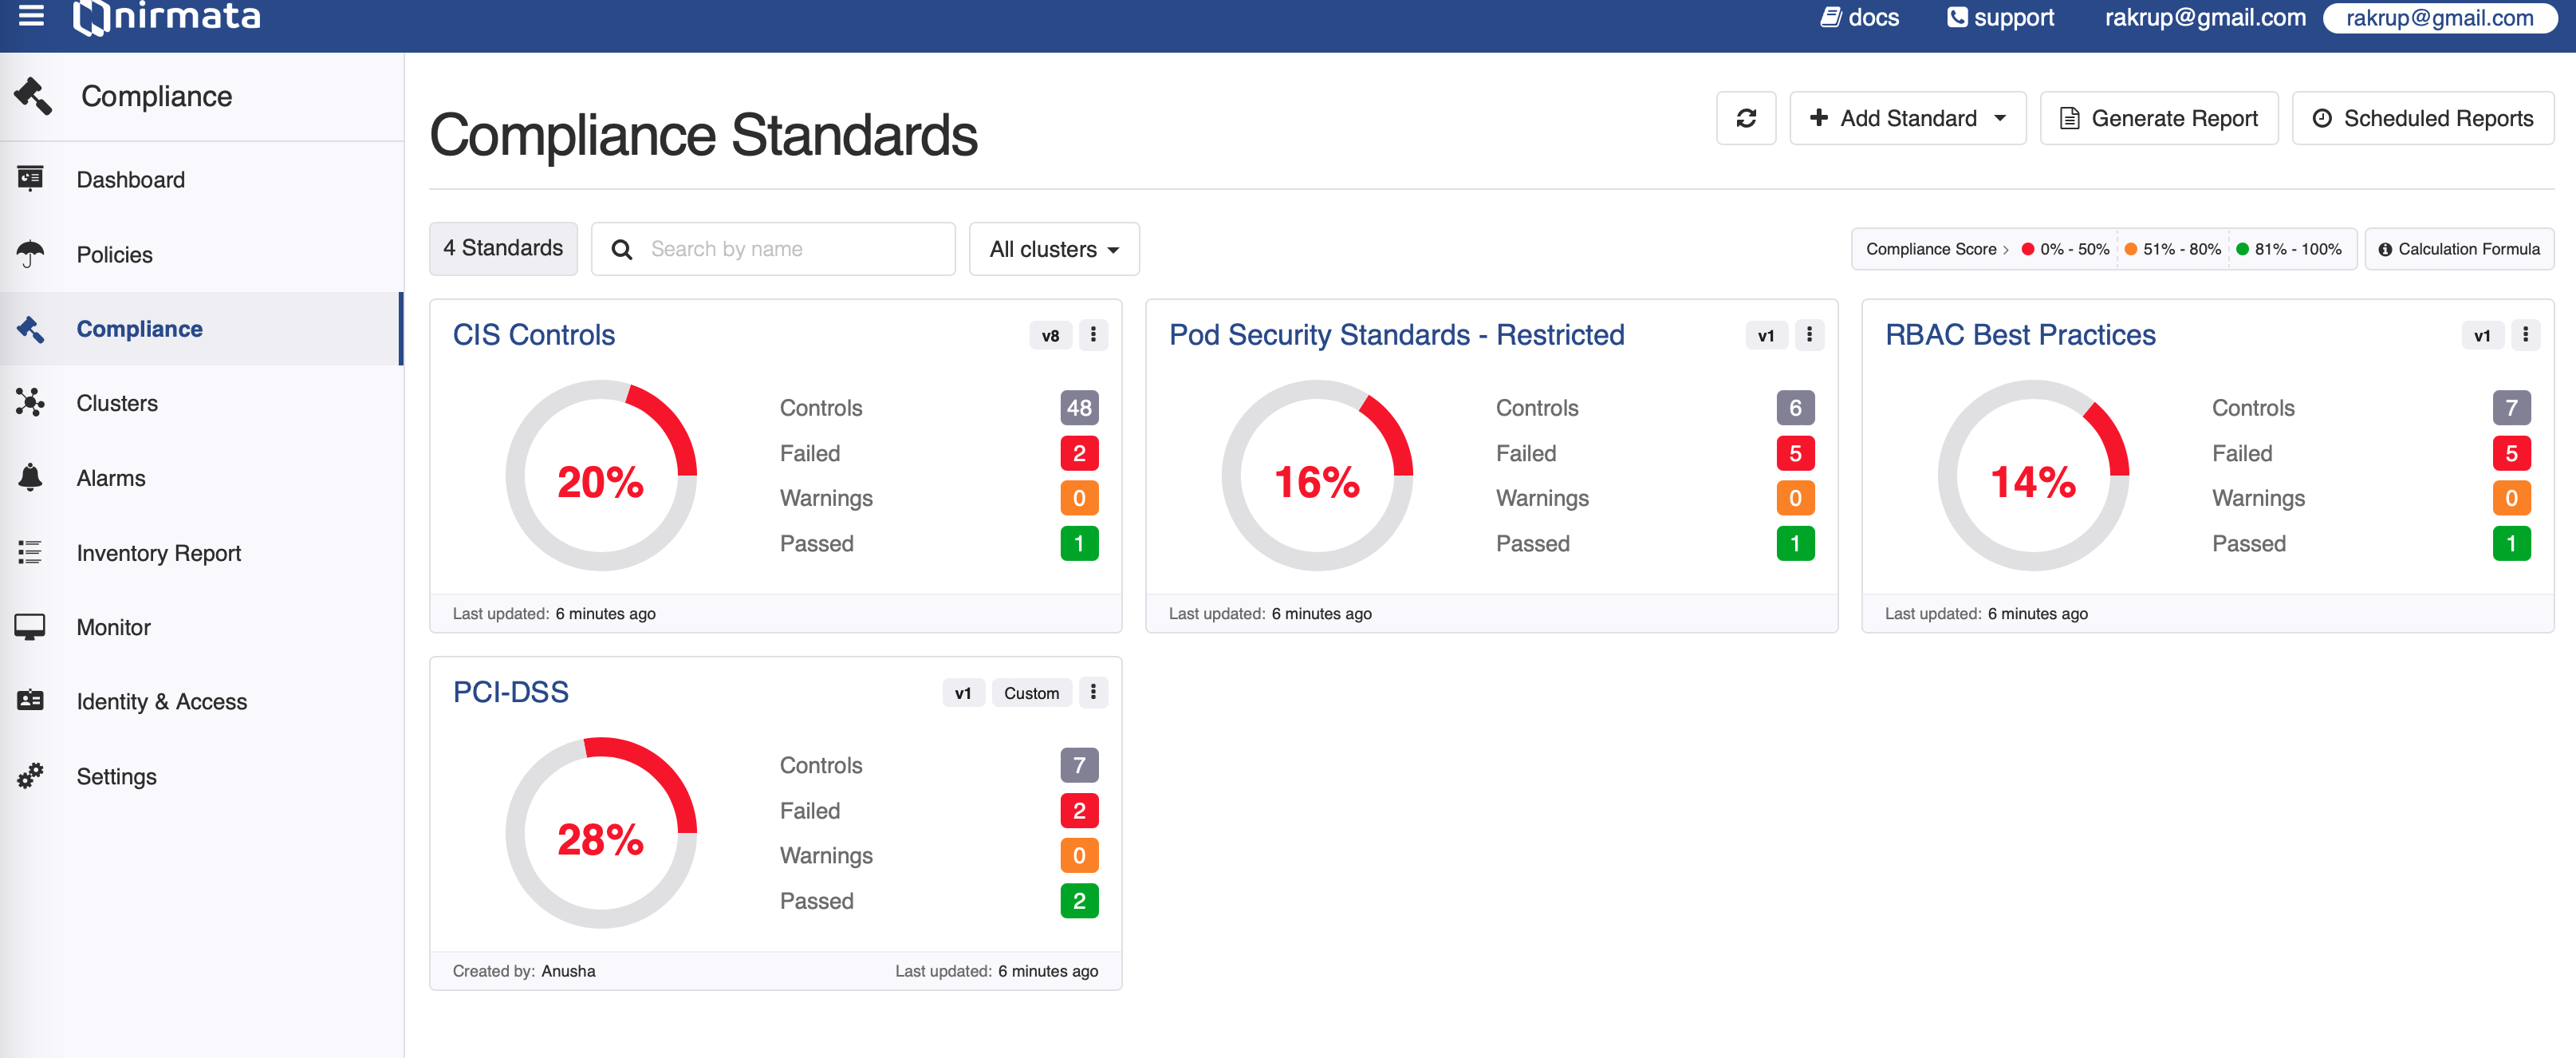 nirmata
docs support rakrup@gmail.com rakrup@gmail.com
Compliance
Dashboard
Policies
Compliance
Clusters
Alarms
Inventory Report
Monitor
Identity & Access
Settings
Compliance Standards
Add Standard Generate Report Scheduled Reports
4 Standards Search by name All clusters
Compliance Score > 0% - 50% 51% - 80% 81% - 100% Calculation Formula
CIS Controls v8
20%
Controls 48
Failed 2
Warnings 0
Passed 1
Last updated: 6 minutes ago
Pod Security Standards - Restricted v1
16%
Controls 6
Failed 5
Warnings 0
Passed 1
Last updated: 6 minutes ago
RBAC Best Practices v1
14%
Controls 7
Failed 5
Warnings 0
Passed 1
Last updated: 6 minutes ago
PCI-DSS v1 Custom
28%
Controls 7
Failed 2
Warnings 0
Passed 2
Created by: Anusha Last updated: 6 minutes ago